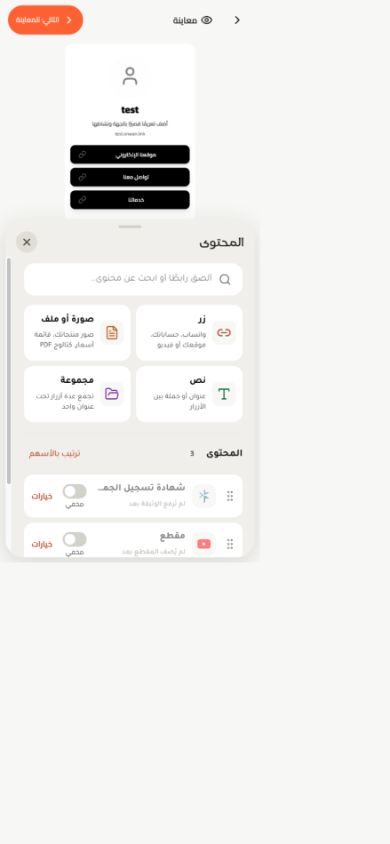 معاينة
التالي: المعاينة
test
أضف تعريفًا قصيرًا بالجهة ونشاطها
موقعنا الإلكتروني
تواصل معنا
خدماتنا
المحتوى
الصق رابطًا أو ابحث عن محتوى...
زر
واتساب، حساباتك،
موقعك أو فيديو
صورة أو ملف
صور منتجاتك، قائمة
أسعار، كتالوج PDF
نص
عنوان أو جملة بين
الأزرار
مجموعة
تجمع عدة أزرار تحت
عنوان واحد
المحتوى 3
ترتيب بالأسهم
شهادة تسجيل الجمـ...
لم تُرفع الوثيقة بعد
مخفي
خيارات
مقطع
لم يُضف المقطع بعد
مخفي
خيارات